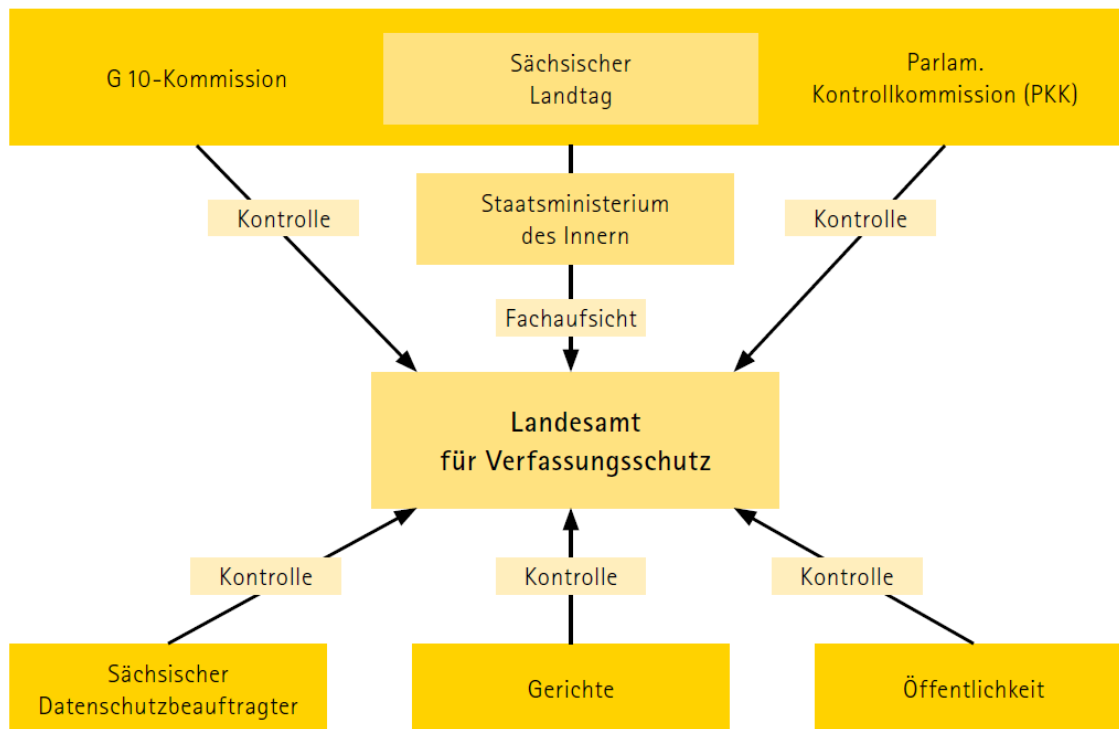 G 10-Kommission
Sächsischer
Landtag
Parlam.
Kontrollkommission (PKK)
Kontrolle
Staatsministerium
des Innern
Kontrolle
Fachaufsicht
Landesamt
für Verfassungsschutz
Kontrolle
Kontrolle
Kontrolle
Sächsischer
Datenschutzbeauftragter
Gerichte
Öffentlichkeit